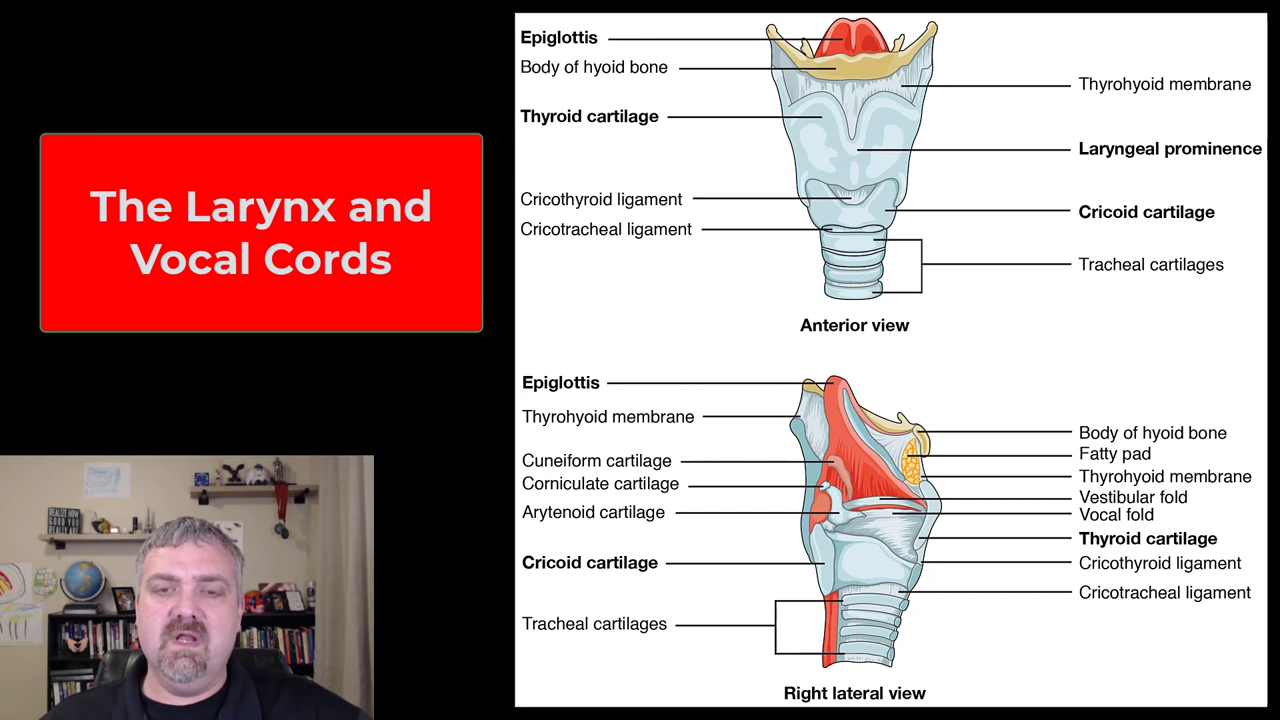 The Larynx and
Vocal Cords
Epiglottis
Body of hyoid bone
Thyroid cartilage
Cricothyroid ligament
Cricotracheal ligament
Thyrohyoid membrane
Laryngeal prominence
Cricoid cartilage
Tracheal cartilages
Anterior view
Epiglottis
Thyrohyoid membrane
Cuneiform cartilage
Corniculate cartilage
Arytenoid cartilage
Cricoid cartilage
Tracheal cartilages
Body of hyoid bone
Fatty pad
Thyrohyoid membrane
Vestibular fold
Vocal fold
Thyroid cartilage
Cricothyroid ligament
Cricotracheal ligament
Right lateral view